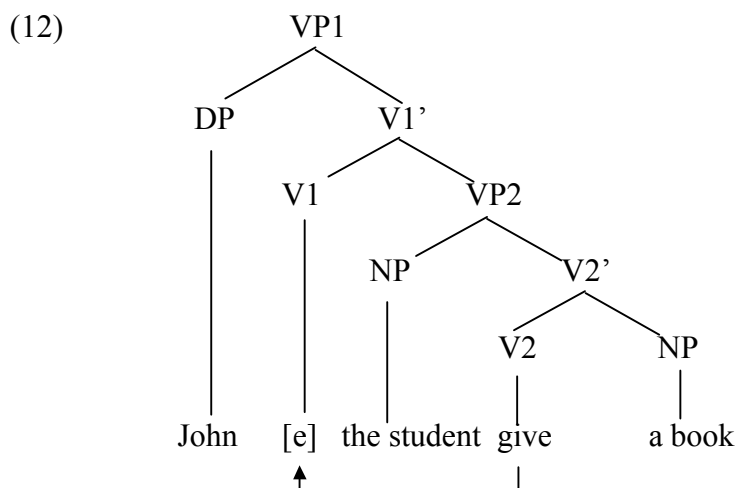 (12) VP1
DP V1’
V1 VP2
NP V2’
V2 NP
John [e] the student give a book